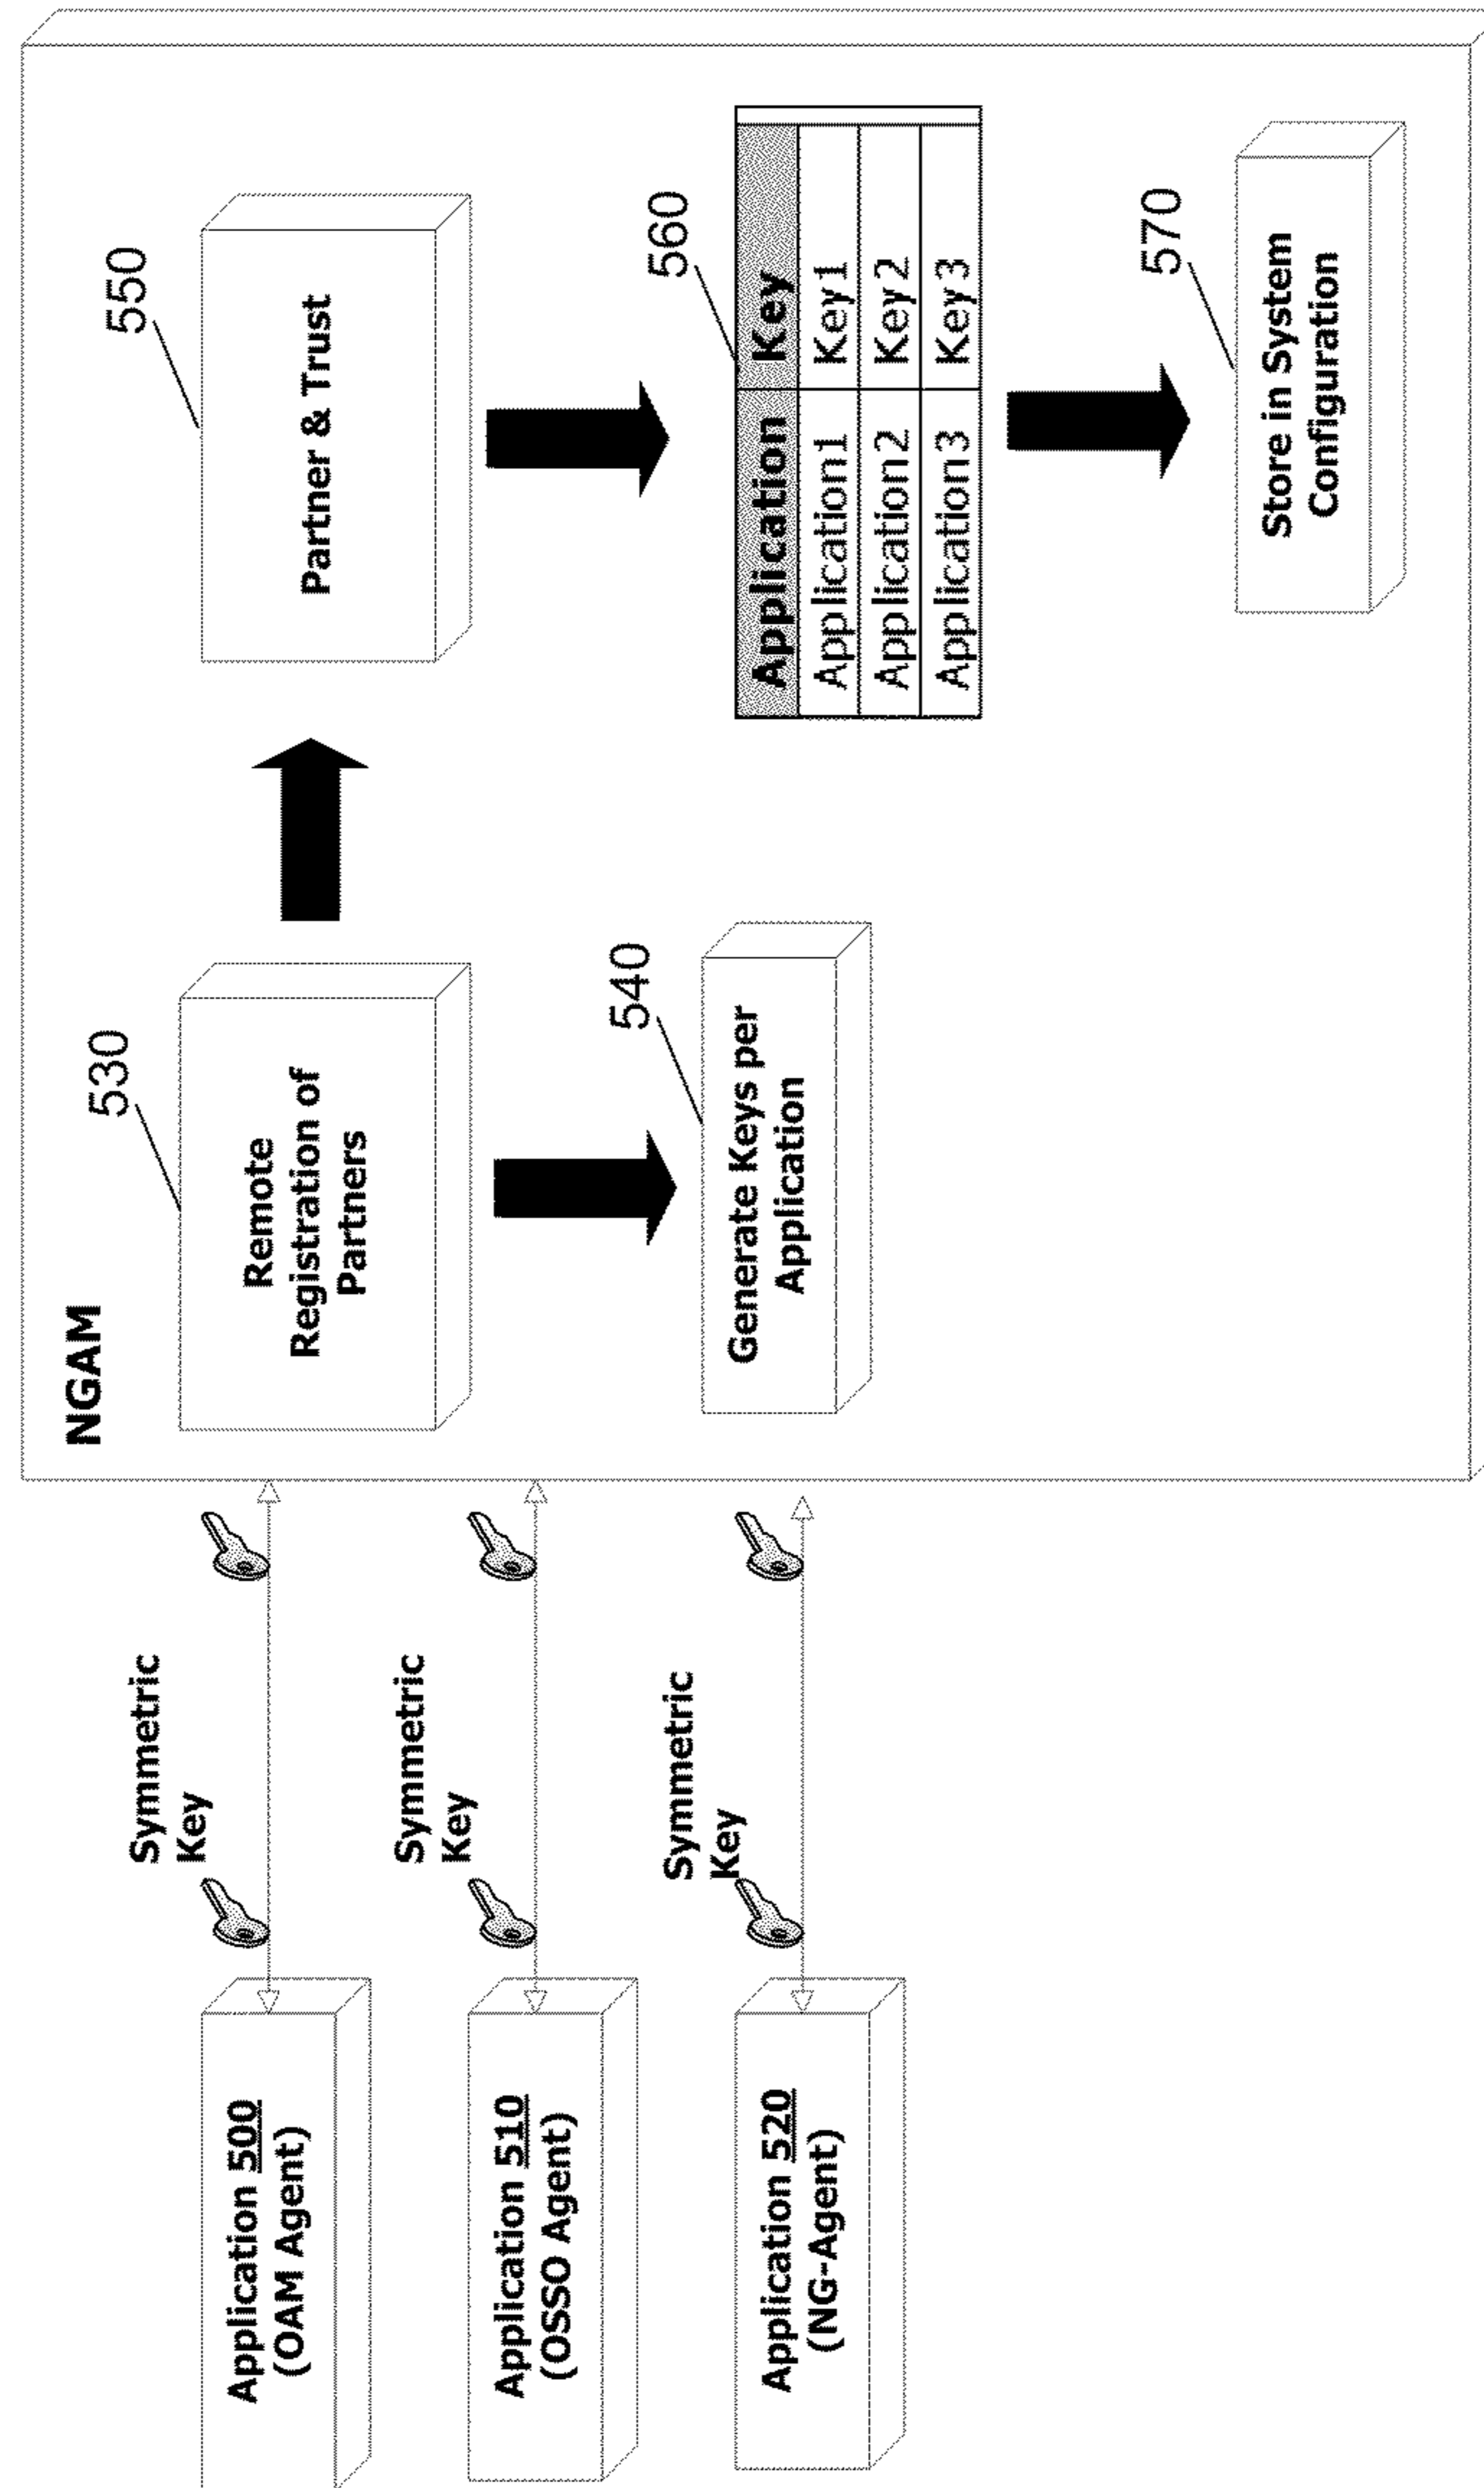 NGAM
Application 500
(OAM Agent)
Symmetric
Key
Application 510
(OSSO Agent)
Symmetric
Key
Application 520
(NG-Agent)
Symmetric
Key
530
Remote
Registration of
Partners
540
Generate Keys per
Application
550
Partner & Trust
560
Application Key
Application1 Key1
Application2 Key2
Application3 Key3
570
Store in System
Configuration